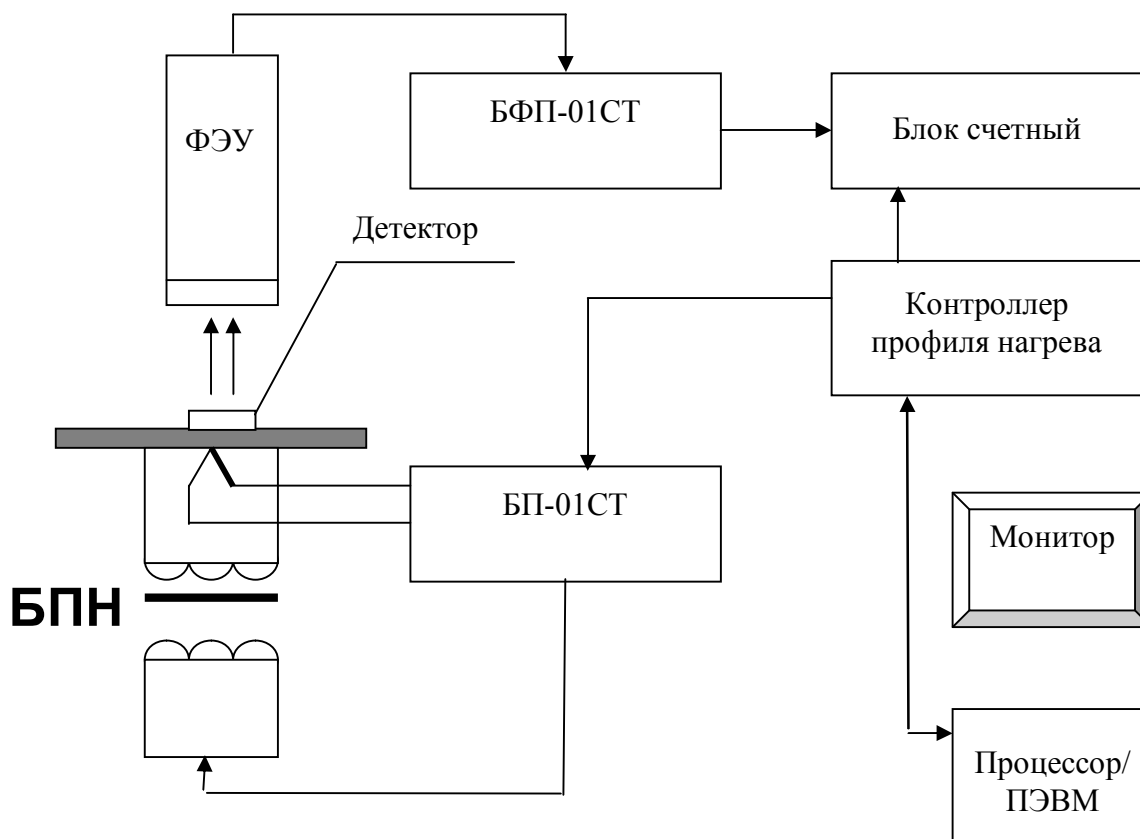 ФЭУ
БФП-01СТ
Блок счетный
Детектор
Контроллер
профиля нагрева
БП-01СТ
Монитор
БПН
Процессор/
ПЭВМ